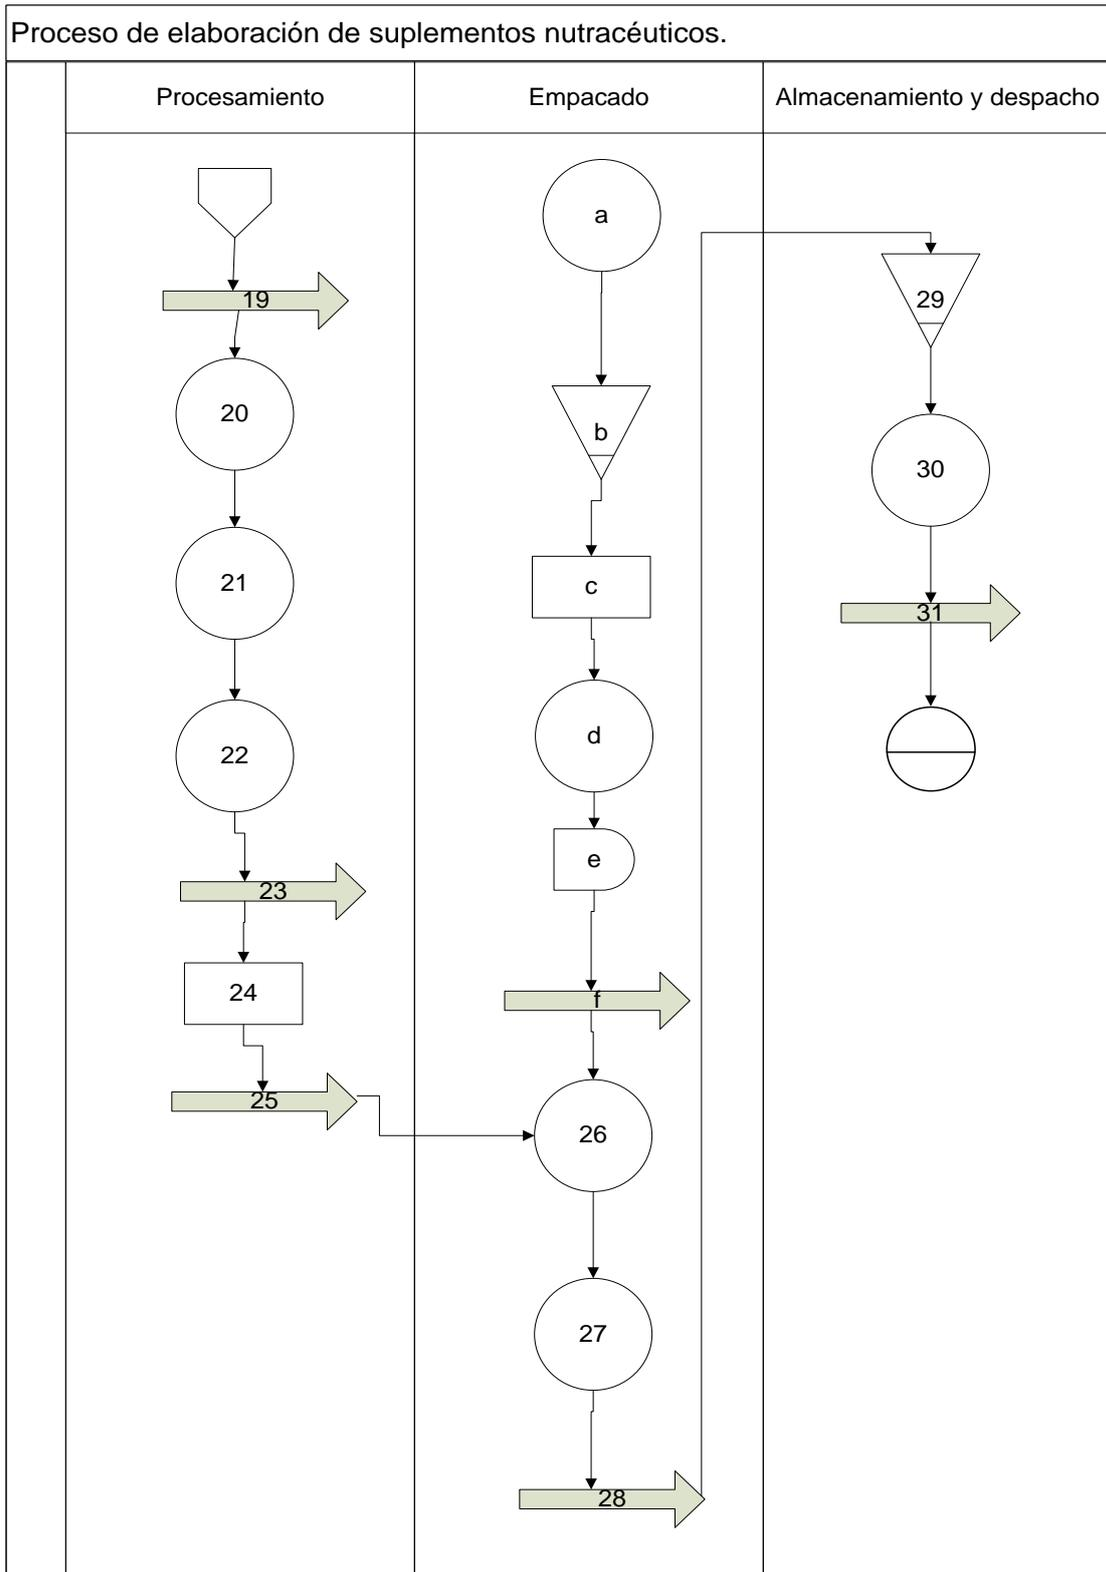 Proceso de elaboración de suplementos nutracéuticos.
Procesamiento
Empacado
Almacenamiento y despacho
19
20
21
22
23
24
25
a
b
c
d
e
f
26
27
28
29
30
31